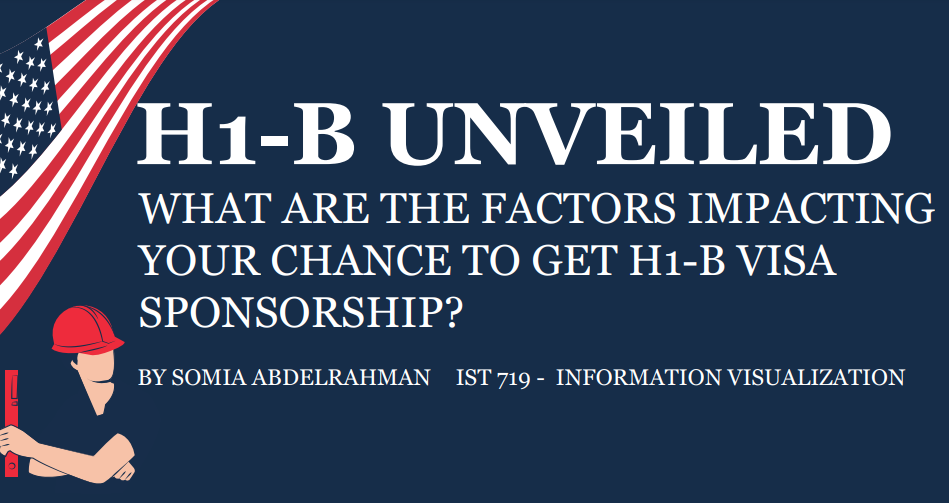 H1-B UNVEILED
WHAT ARE THE FACTORS IMPACTING
YOUR CHANCE TO GET H1-B VISA
SPONSORSHIP?
BY SOMIA ABDELRAHMAN IST 719 - INFORMATION VISUALIZATION